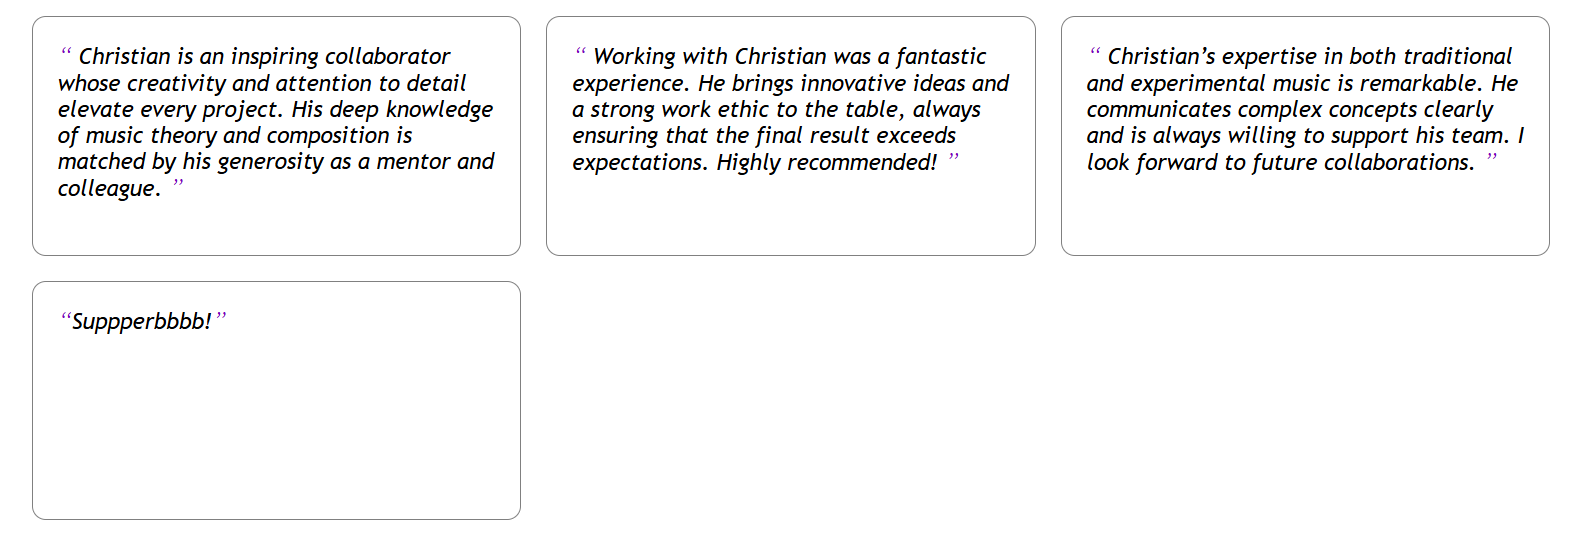 “ Christian is an inspiring collaborator
whose creativity and attention to detail
elevate every project. His deep knowledge
of music theory and composition is
matched by his generosity as a mentor and
colleague. ”
“ Working with Christian was a fantastic
experience. He brings innovative ideas and
a strong work ethic to the table, always
ensuring that the final result exceeds
expectations. Highly recommended! ”
“ Christian’s expertise in both traditional
and experimental music is remarkable. He
communicates complex concepts clearly
and is always willing to support his team. I
look forward to future collaborations. ”
“Suppperbbbb!”